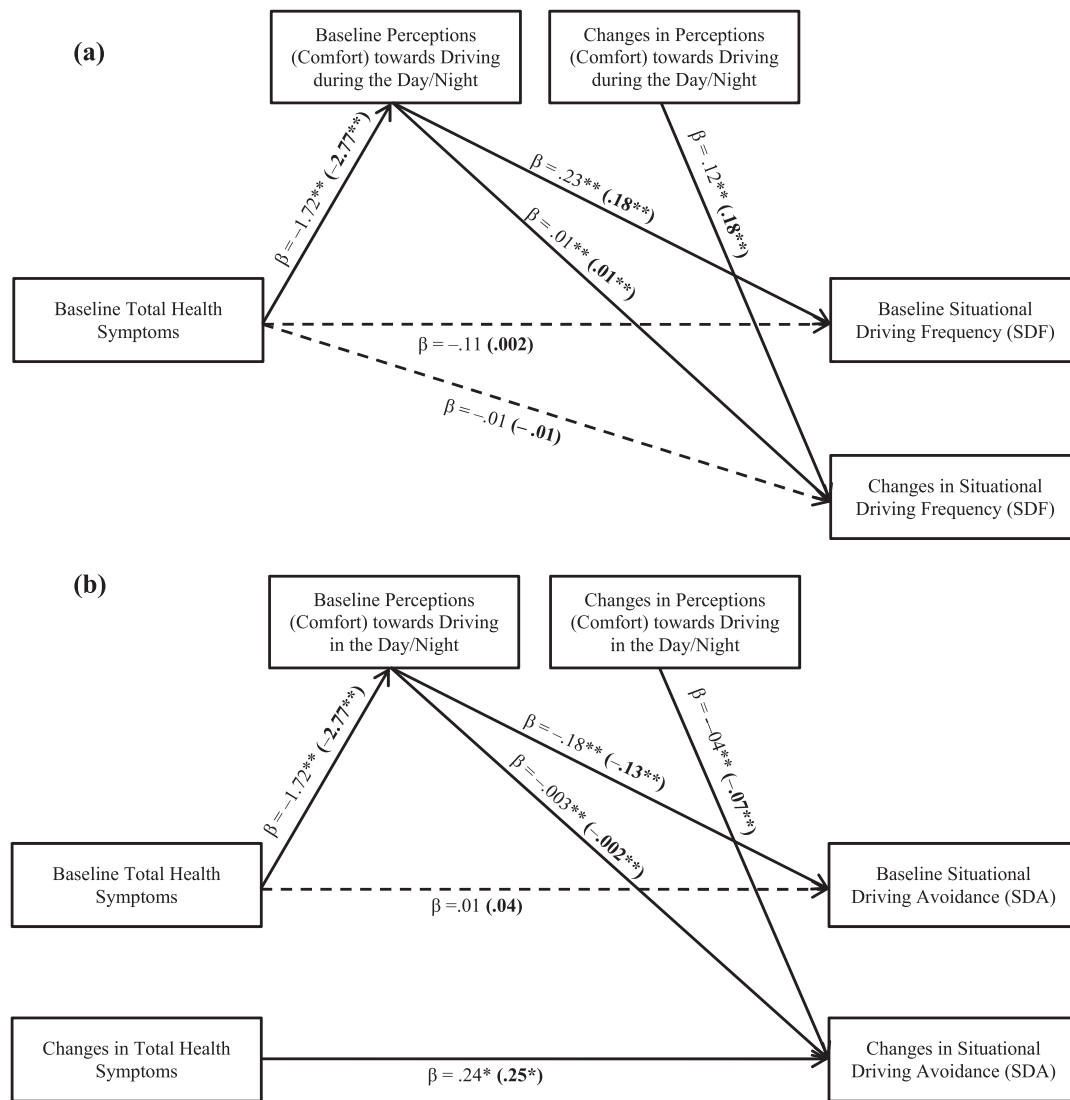 (a)
Baseline Perceptions
(Comfort) towards Driving
during the Day/Night
Changes in Perceptions
(Comfort) towards Driving
during the Day/Night
β = –1.72** (–2.77**)
β = .23** (.18**)
β = .01** (.01**)
β = .12** (.18**)
Baseline Total Health
Symptoms
β = –.11 (.002)
β = –.01 (– .01)
Baseline Situational
Driving Frequency (SDF)
Changes in Situational
Driving Frequency (SDF)
(b)
Baseline Perceptions
(Comfort) towards Driving
in the Day/Night
Changes in Perceptions
(Comfort) towards Driving
in the Day/Night
β = –1.72** (–2.77**)
β = –.18** (–.13**)
β = –.003** (–.002**)
β = –-04** (–.07**)
Baseline Total Health
Symptoms
β =.01 (.04)
Baseline Situational
Driving Avoidance (SDA)
Changes in Total Health
Symptoms
β = .24* (.25*)
Changes in Situational
Driving Avoidance (SDA)